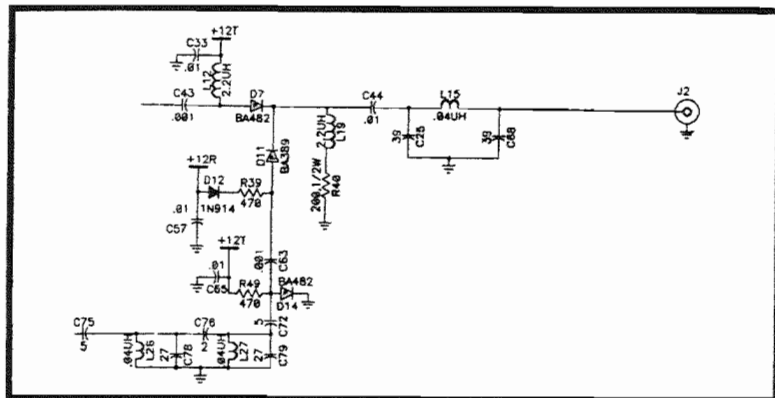 +12T
C33
.01
L12
2.2UH
C43
.001
D7
BA482
C44
.01
L15
.04UH
J2
39
C25
39
C68
2.2UH
L19
200,1/2W
R40
D11
BA389
+12R
D12
1N914
R39
470
.01
C57
+12T
.01
C65
R49
470
.001
C63
BA482
D14
5
C72
C75
5
.04UH
L26
27
C78
C76
2
.04UH
L27
27
C79